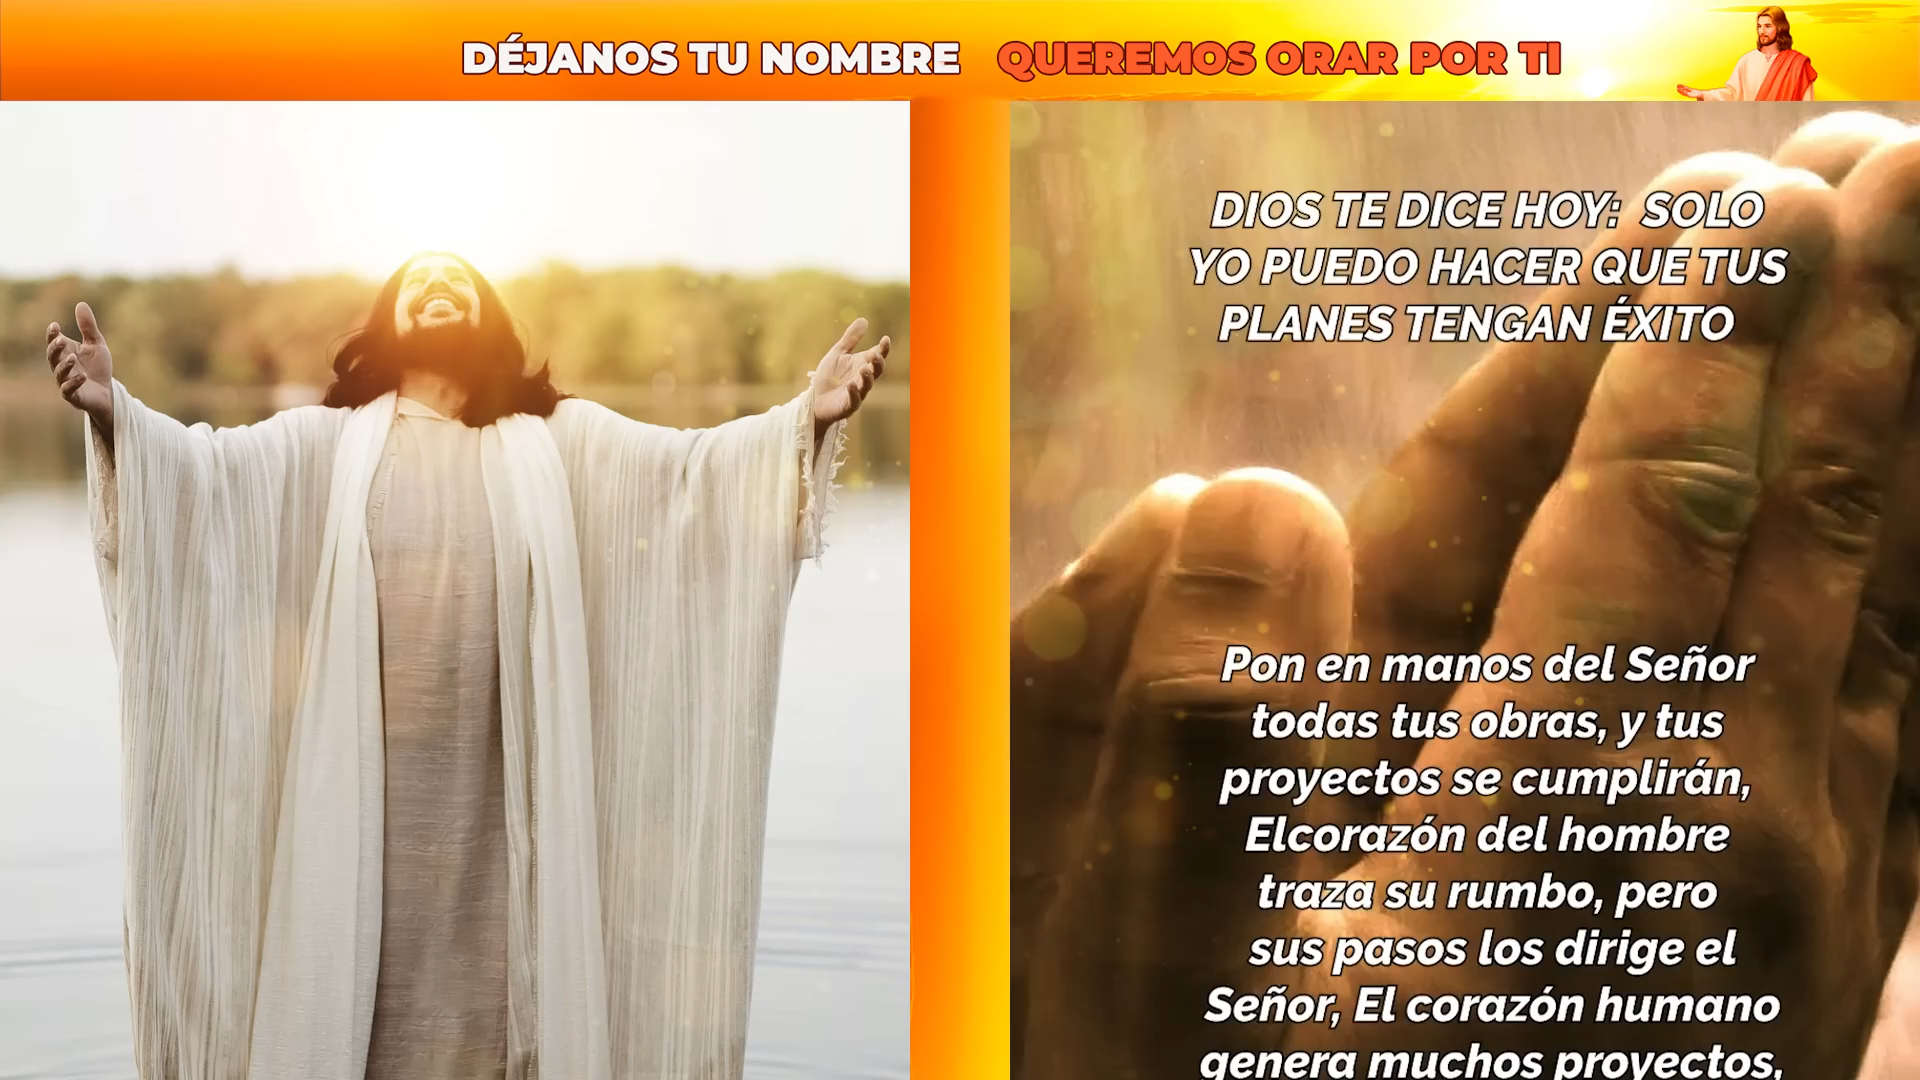 DÉJANOS TU NOMBRE QUEREMOS ORAR POR TI
DIOS TE DICE HOY: SOLO
YO PUEDO HACER QUE TUS
PLANES TENGAN ÉXITO
Pon en manos del Señor
todas tus obras, y tus
proyectos se cumplirán,
Elcorazón del hombre
traza su rumbo, pero
sus pasos los dirige el
Señor, El corazón humano
genera muchos proyectos,